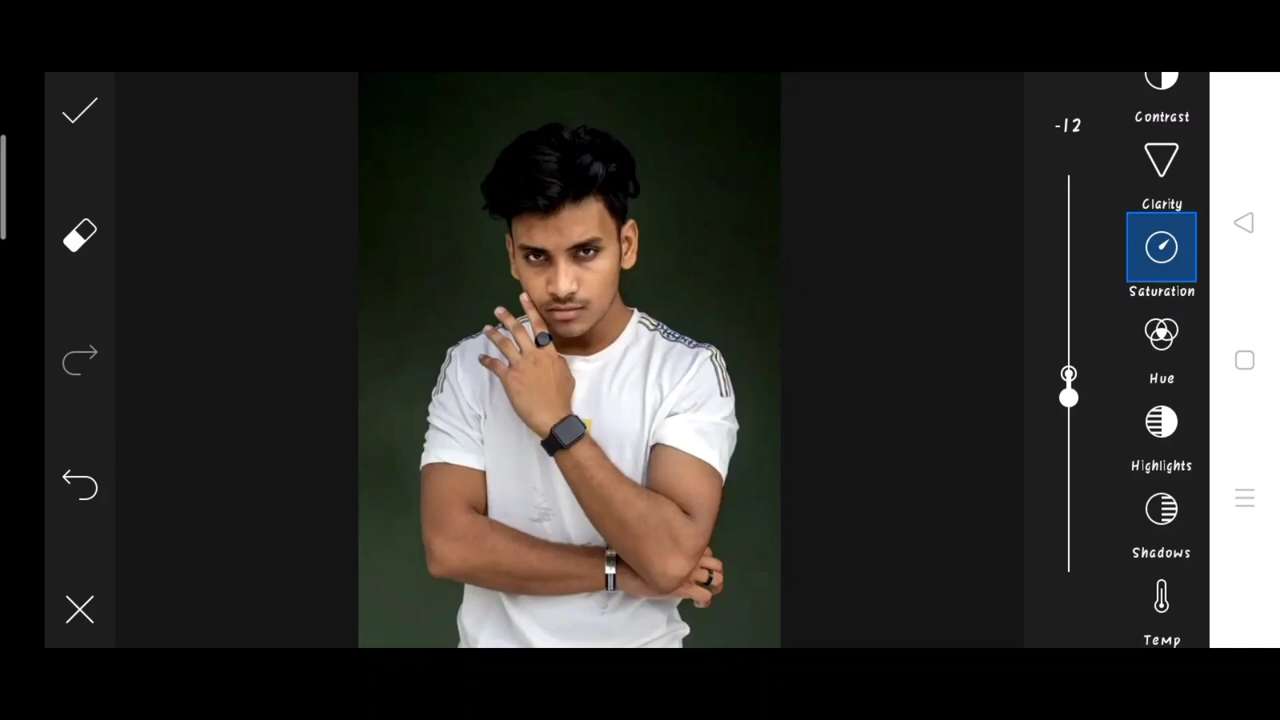 Contrast
-12
Clarity
Saturation
Hue
Highlights
Shadows
Temp